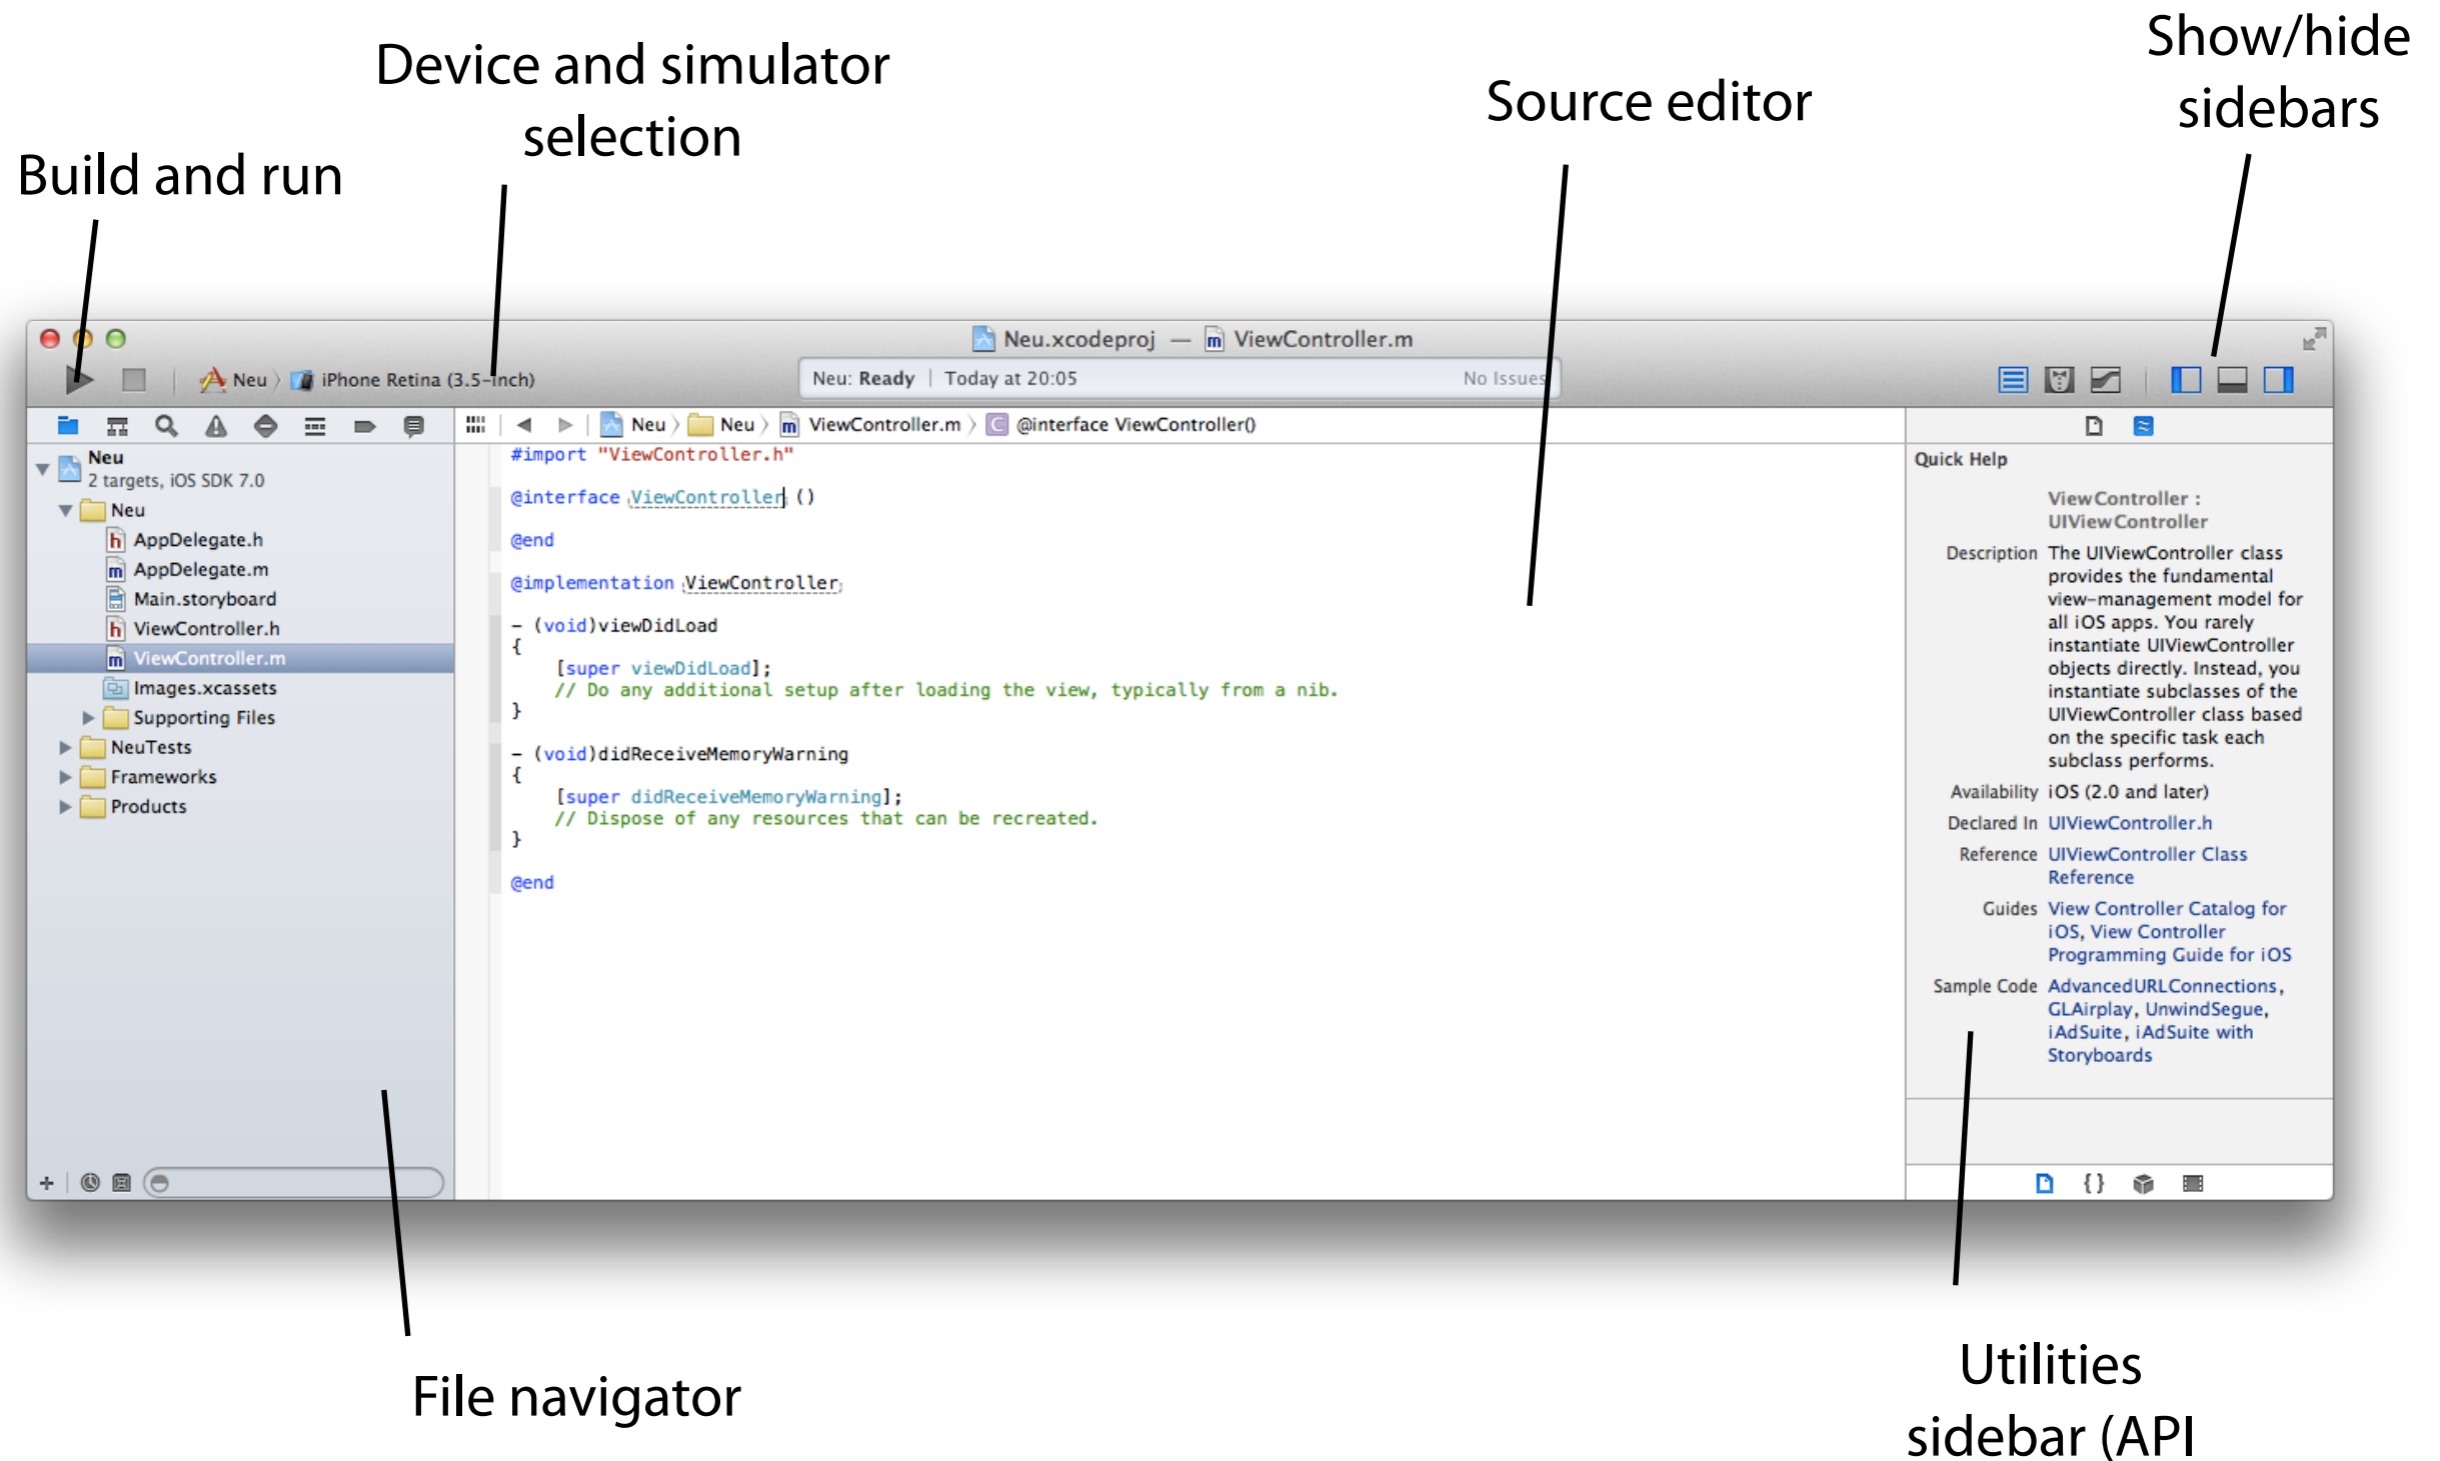 Show/hide
sidebars
Device and simulator
selection
Source editor
Build and run
Neu.xcodeproj — ViewController.m
Neu iPhone Retina (3.5-inch)
Neu: Ready | Today at 20:05
No Issues
Neu Neu ViewController.m @interface ViewController()
Neu
2 targets, iOS SDK 7.0
Neu
AppDelegate.h
AppDelegate.m
Main.storyboard
ViewController.h
ViewController.m
Images.xcassets
Supporting Files
NeuTests
Frameworks
Products
#import "ViewController.h"
@interface ViewController ()
@end
@implementation ViewController
- (void)viewDidLoad
{
[super viewDidLoad];
// Do any additional setup after loading the view, typically from a nib.
}
- (void)didReceiveMemoryWarning
{
[super didReceiveMemoryWarning];
// Dispose of any resources that can be recreated.
}
@end
Quick Help
ViewController :
UIViewController
Description The UIViewController class
provides the fundamental
view-management model for
all iOS apps. You rarely
instantiate UIViewController
objects directly. Instead, you
instantiate subclasses of the
UIViewController class based
on the specific task each
subclass performs.
Availability iOS (2.0 and later)
Declared In UIViewController.h
Reference UIViewController Class
Reference
Guides View Controller Catalog for
iOS, View Controller
Programming Guide for iOS
Sample Code AdvancedURLConnections,
GLAirplay, UnwindSegue,
iAdSuite, iAdSuite with
Storyboards
File navigator
Utilities
sidebar (API